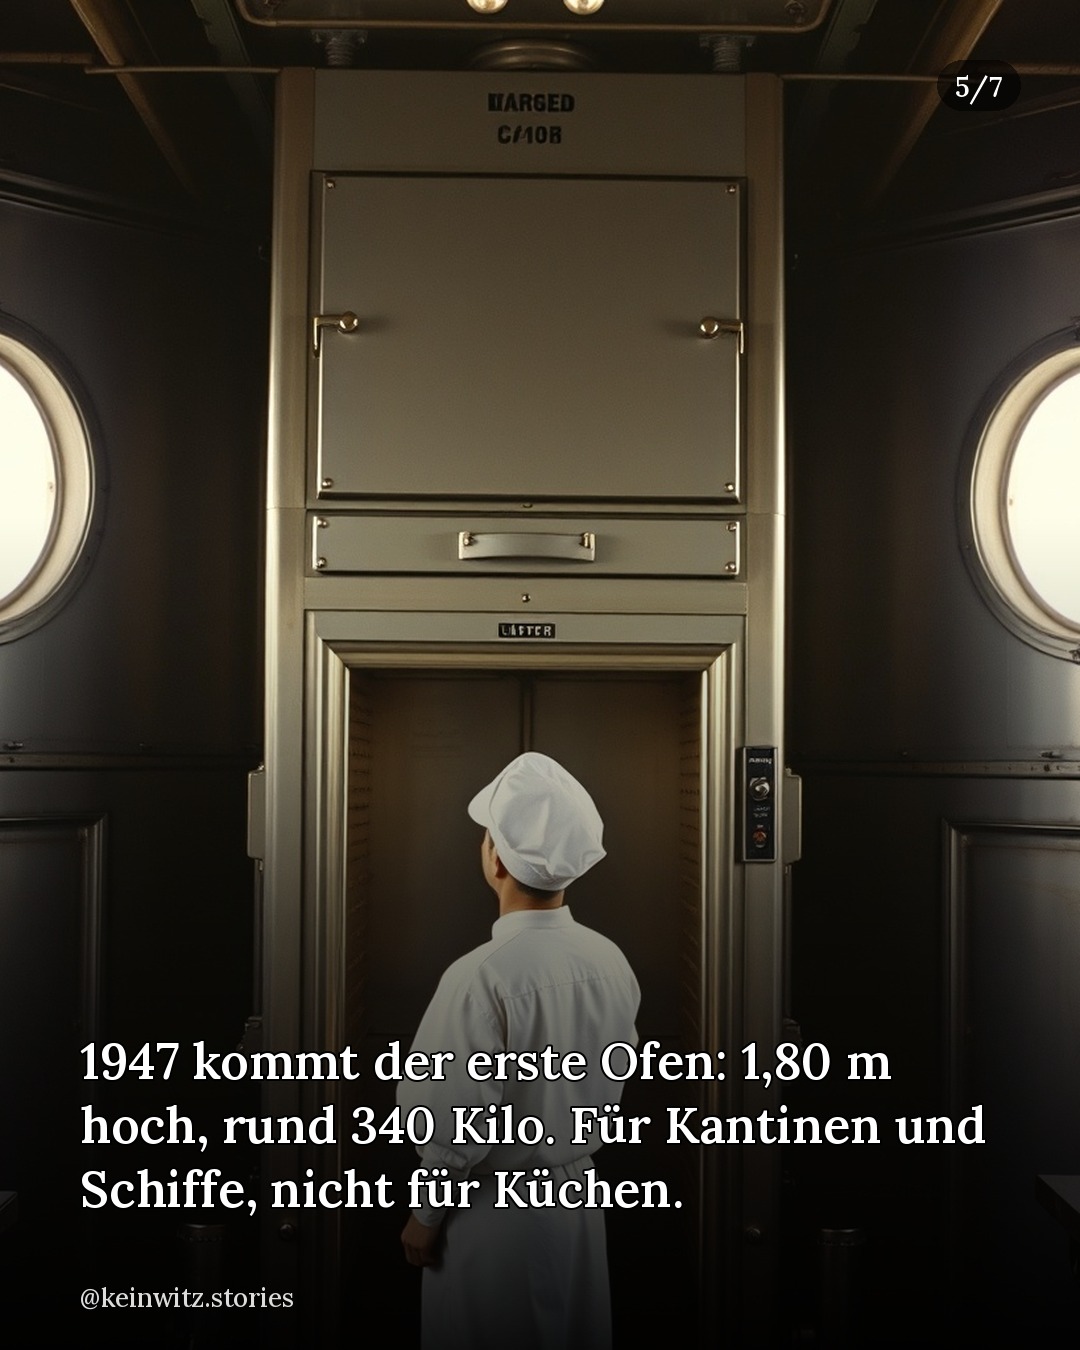 5/7
1947 kommt der erste Ofen: 1,80 m
hoch, rund 340 Kilo. Für Kantinen und
Schiffe, nicht für Küchen.
@keinwitz.stories